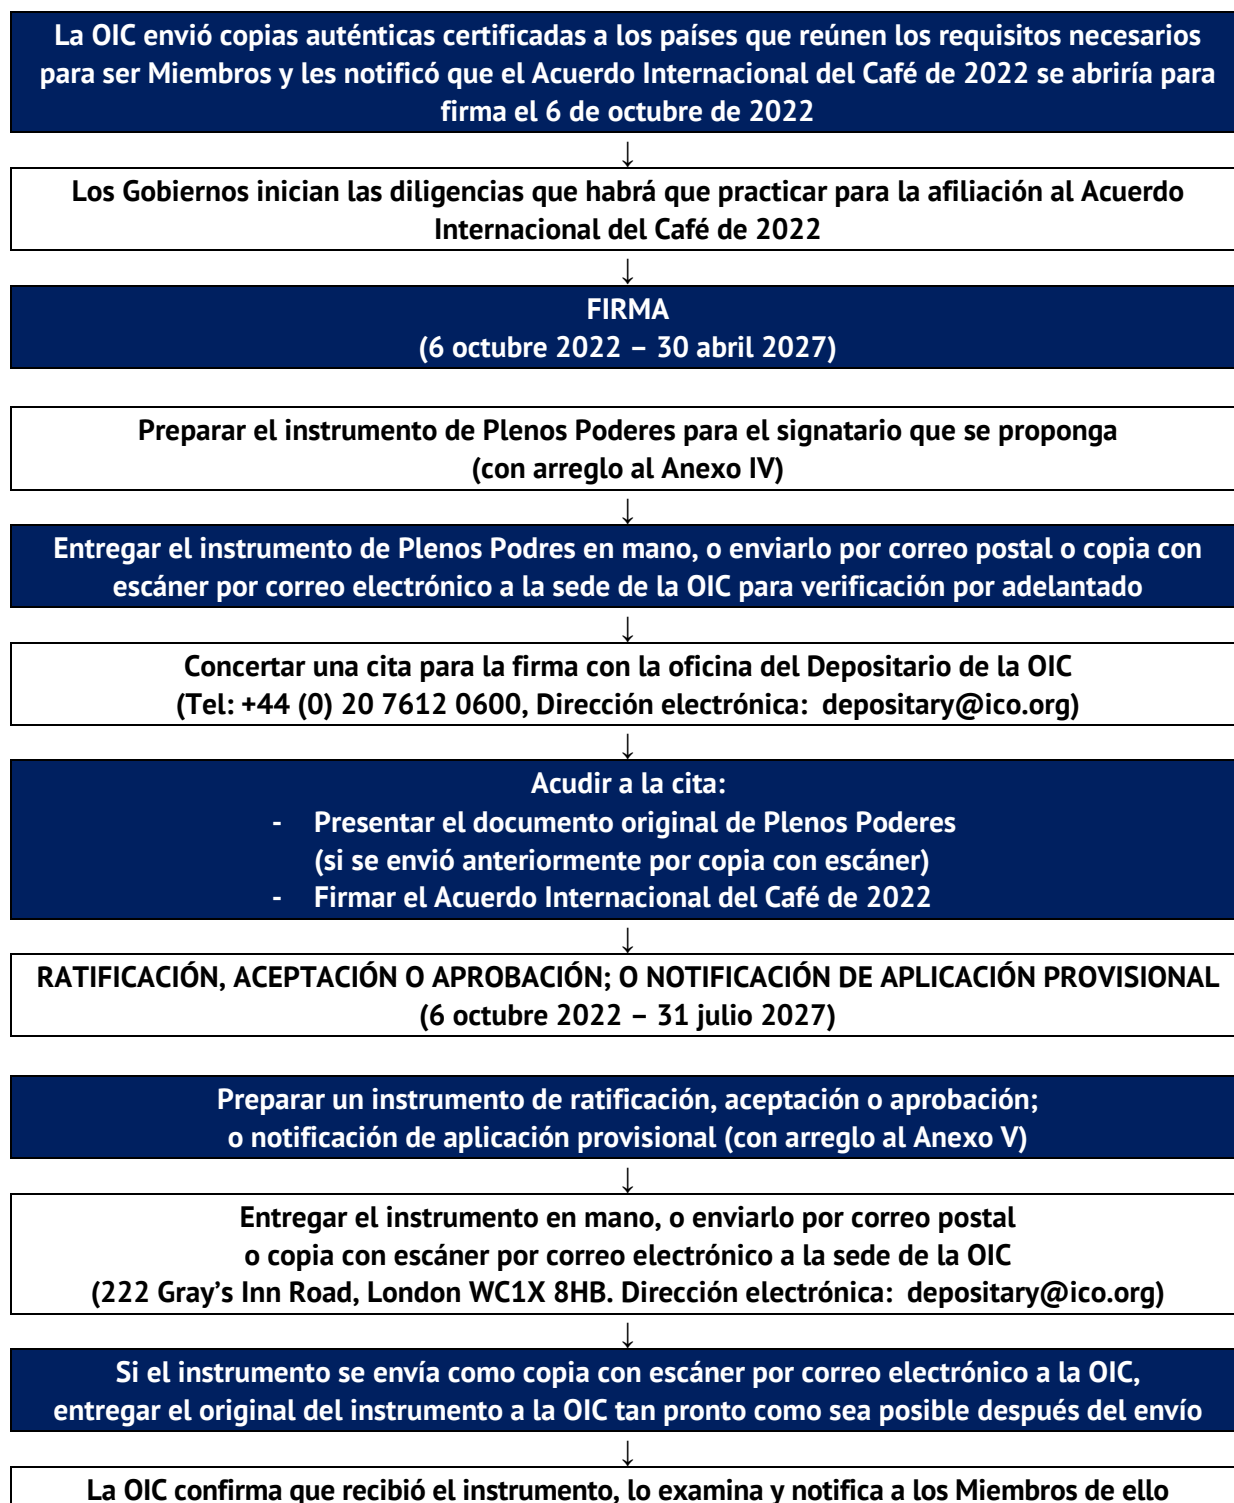 La OIC envió copias auténticas certificadas a los países que reúnen los requisitos necesarios
para ser Miembros y les notificó que el Acuerdo Internacional del Café de 2022 se abriría para
firma el 6 de octubre de 2022
↓
Los Gobiernos inician las diligencias que habrá que practicar para la afiliación al Acuerdo
Internacional del Café de 2022
↓
FIRMA
(6 octubre 2022 – 30 abril 2027)
Preparar el instrumento de Plenos Poderes para el signatario que se proponga
(con arreglo al Anexo IV)
↓
Entregar el instrumento de Plenos Podres en mano, o enviarlo por correo postal o copia con
escáner por correo electrónico a la sede de la OIC para verificación por adelantado
↓
Concertar una cita para la firma con la oficina del Depositario de la OIC
(Tel: +44 (0) 20 7612 0600, Dirección electrónica: depositary@ico.org)
↓
Acudir a la cita:
- Presentar el documento original de Plenos Poderes
(si se envió anteriormente por copia con escáner)
- Firmar el Acuerdo Internacional del Café de 2022
↓
RATIFICACIÓN, ACEPTACIÓN O APROBACIÓN; O NOTIFICACIÓN DE APLICACIÓN PROVISIONAL
(6 octubre 2022 – 31 julio 2027)
Preparar un instrumento de ratificación, aceptación o aprobación;
o notificación de aplicación provisional (con arreglo al Anexo V)
↓
Entregar el instrumento en mano, o enviarlo por correo postal
o copia con escáner por correo electrónico a la sede de la OIC
(222 Gray’s Inn Road, London WC1X 8HB. Dirección electrónica: depositary@ico.org)
↓
Si el instrumento se envía como copia con escáner por correo electrónico a la OIC,
entregar el original del instrumento a la OIC tan pronto como sea posible después del envío
↓
La OIC confirma que recibió el instrumento, lo examina y notifica a los Miembros de ello